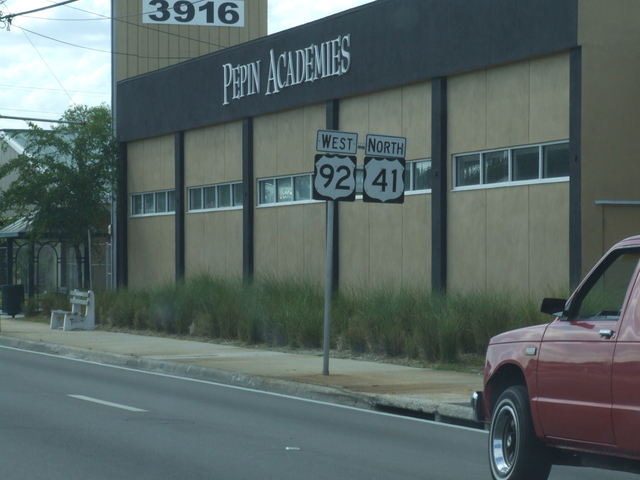 3916
PEPIN ACADEMIES
WEST NORTH
92 41